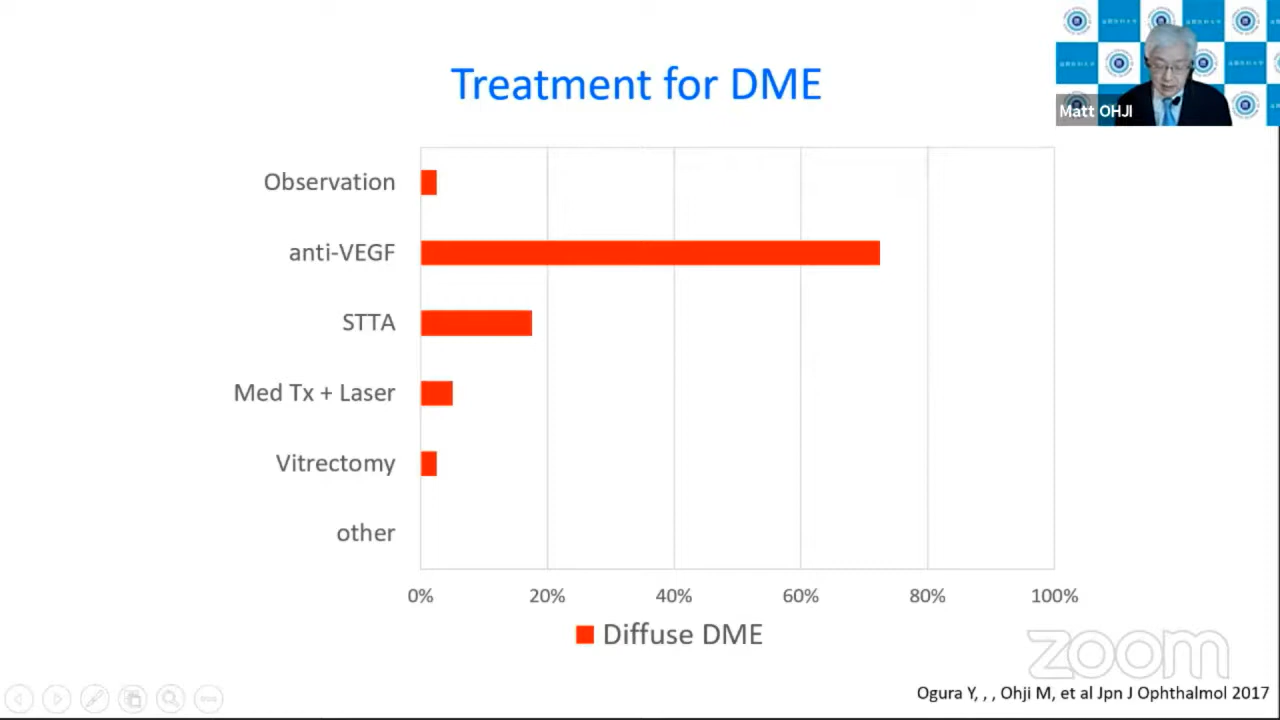 Treatment for DME
Matt OHJI
Observation
anti-VEGF
STTA
Med Tx + Laser
Vitrectomy
other
0% 20% 40% 60% 80% 100%
Diffuse DME
zoom
Ogura Y, , , Ohji M, et al Jpn J Ophthalmol 2017